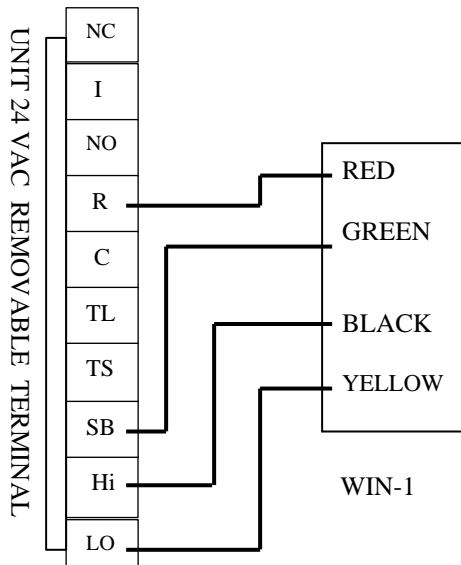 UNIT 24 VAC REMOVABLE TERMINAL
NC
I
NO
R
C
TL
TS
SB
Hi
LO
RED
GREEN
BLACK
YELLOW
WIN-1